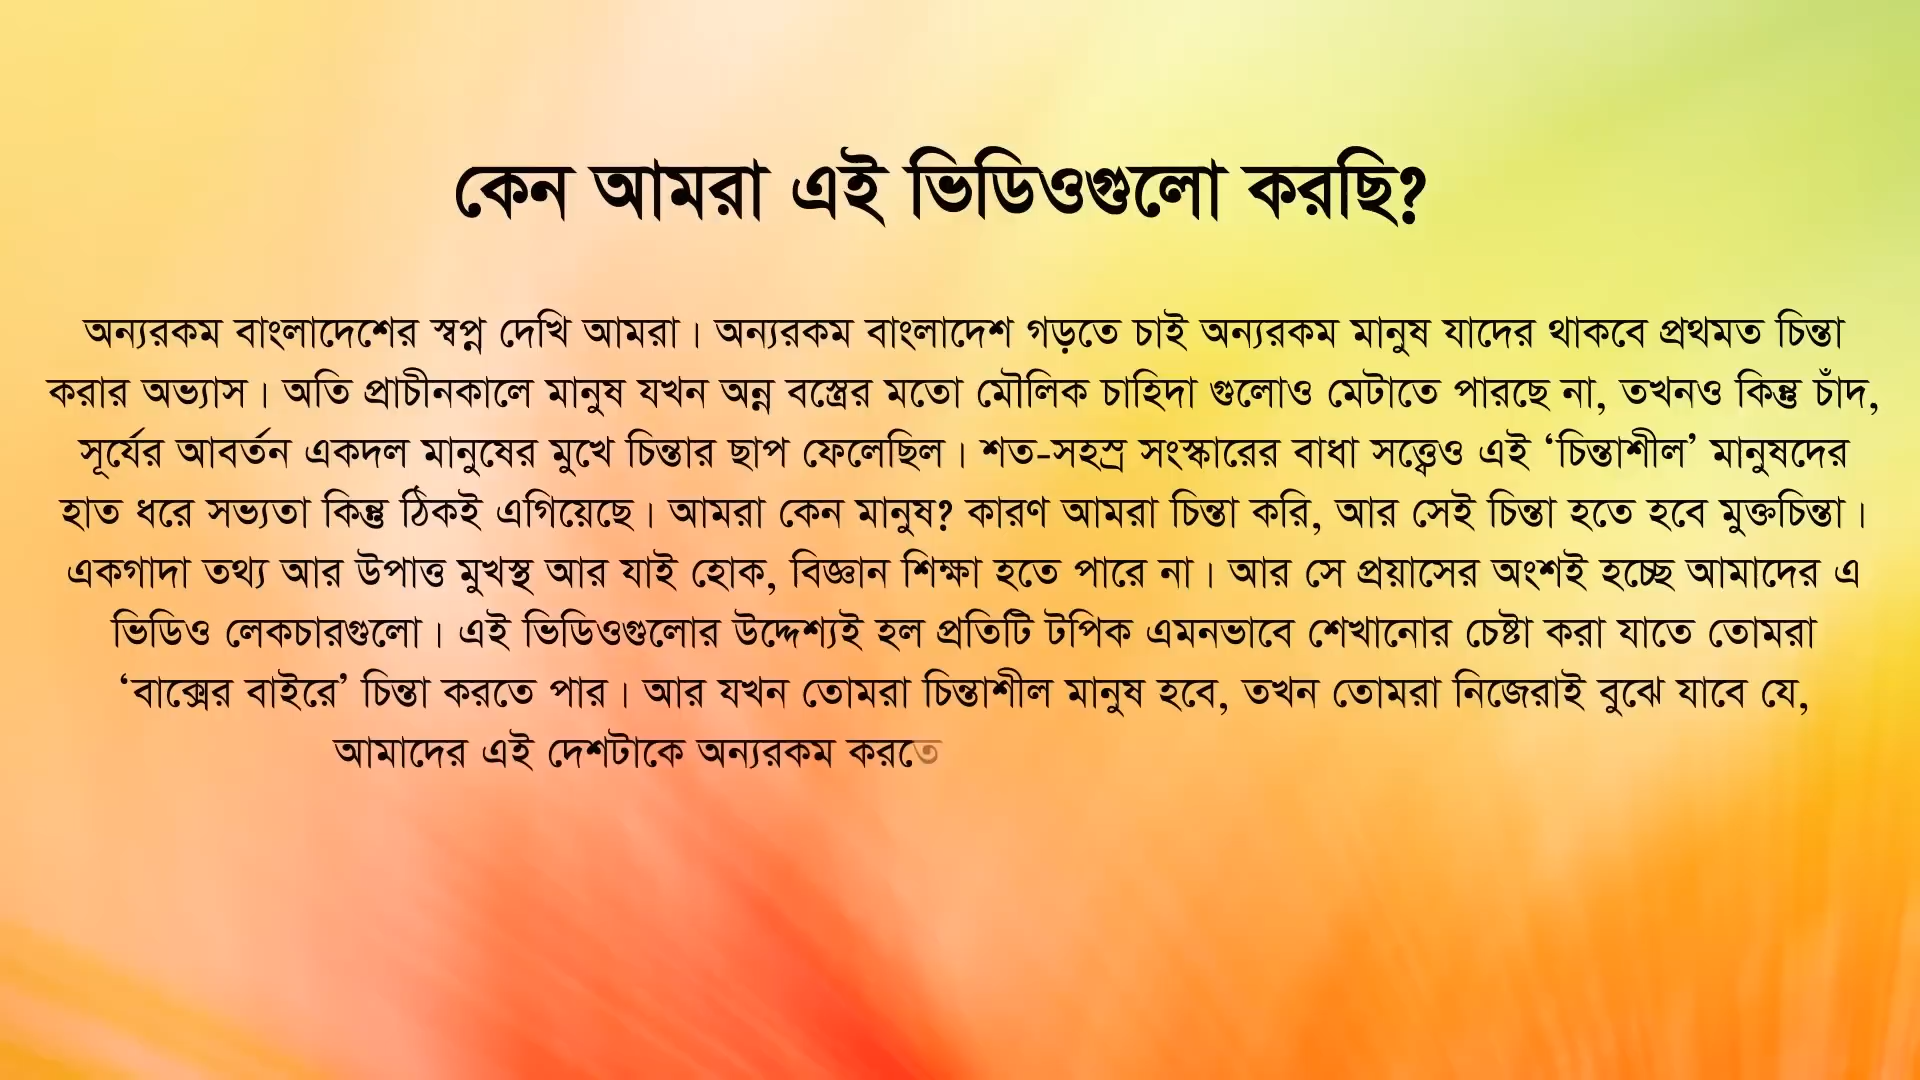 কেন আমরা এই ভিডিওগুলো করছি?
অন্যরকম বাংলাদেশের স্বপ্ন দেখি আমরা। অন্যরকম বাংলাদেশ গড়তে চাই অন্যরকম মানুষ যাদের থাকবে প্রথমত চিন্তা
করার অভ্যাস। অতি প্রাচীনকালে মানুষ যখন অন্ন বস্ত্রের মতো মৌলিক চাহিদা গুলোও মেটাতে পারছে না, তখনও কিন্তু চাঁদ,
সূর্যের আবর্তন একদল মানুষের মুখে চিন্তার ছাপ ফেলেছিল। শত-সহস্র সংস্কারের বাধা সত্ত্বেও এই ‘চিন্তাশীল’ মানুষদের
হাত ধরে সভ্যতা কিন্তু ঠিকই এগিয়েছে। আমরা কেন মানুষ? কারণ আমরা চিন্তা করি, আর সেই চিন্তা হতে হবে মুক্তচিন্তা।
একগাদা তথ্য আর উপাত্ত মুখস্থ আর যাই হোক, বিজ্ঞান শিক্ষা হতে পারে না। আর সে প্রয়াসের অংশই হচ্ছে আমাদের এ
ভিডিও লেকচারগুলো। এই ভিডিওগুলোর উদ্দেশ্যই হল প্রতিটি টপিক এমনভাবে শেখানোর চেষ্টা করা যাতে তোমরা
‘বাক্সের বাইরে’ চিন্তা করতে পার। আর যখন তোমরা চিন্তাশীল মানুষ হবে, তখন তোমরা নিজেরাই বুঝে যাবে যে,
আমাদের এই দেশটাকে অন্যরকম করতে